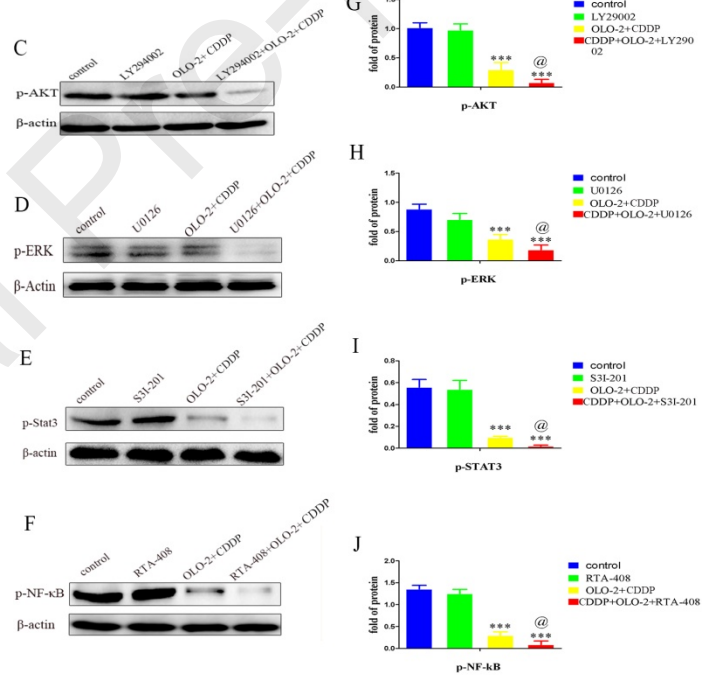 C
control
LY294002
OLO-2+ CDDP
LY294002+OLO-2+CDDP
p-AKT
β-actin
G
fold of protein
1.0
0.5
0.0
***
@
***
p-AKT
control
LY29002
OLO-2+CDDP
CDDP+OLO-2+LY290
02
D
control
U0126
OLO-2+CDDP
U0126+OLO-2+CDDP
p-ERK
β-Actin
H
fold of protein
1.5
1.0
0.5
0.0
***
@
***
p-ERK
control
U0126
OLO-2+CDDP
CDDP+OLO-2+U0126
E
control
S3I-201
OLO-2+CDDP
S3I-201+OLO-2+CDDP
p-Stat3
β-actin
I
fold of protein
0.8
0.6
0.4
0.2
0.0
***
@
***
p-STAT3
control
S3I-201
OLO-2+CDDP
CDDP+OLO-2+S3I-201
F
control
RTA-408
OLO-2+CDDP
RTA-408+OLO-2+CDDP
p-NF-κB
β-actin
J
fold of protein
2.0
1.5
1.0
0.5
0.0
***
@
***
p-NF-kB
control
RTA-408
OLO-2+CDDP
CDDP+OLO-2+RTA-408